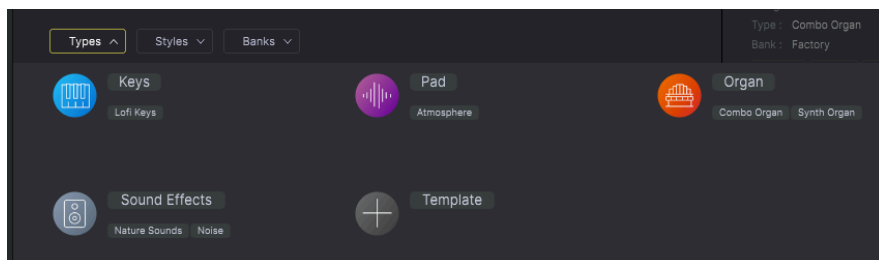 Type : Combo Organ
Types Styles Banks
Bank : Factory
Keys Pad Organ
Lofi Keys Atmosphere Combo Organ Synth Organ
Sound Effects Template
Nature Sounds Noise